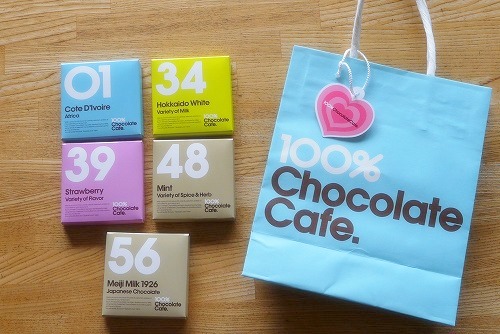 01
Cote D'Ivoire
Africa
100%
Chocolate
Cafe.
34
Hokkaido White
Variety of Milk
100%
Chocolate
Cafe.
39
Strawberry
Variety of Flavor
100%
Chocolate
Cafe.
48
Mint
Variety of Spice & Herb
100%
Chocolate
Cafe.
56
Meiji Milk 1926
Japanese Chocolate
100%
Chocolate
Cafe.
100%
Chocolate
Cafe.